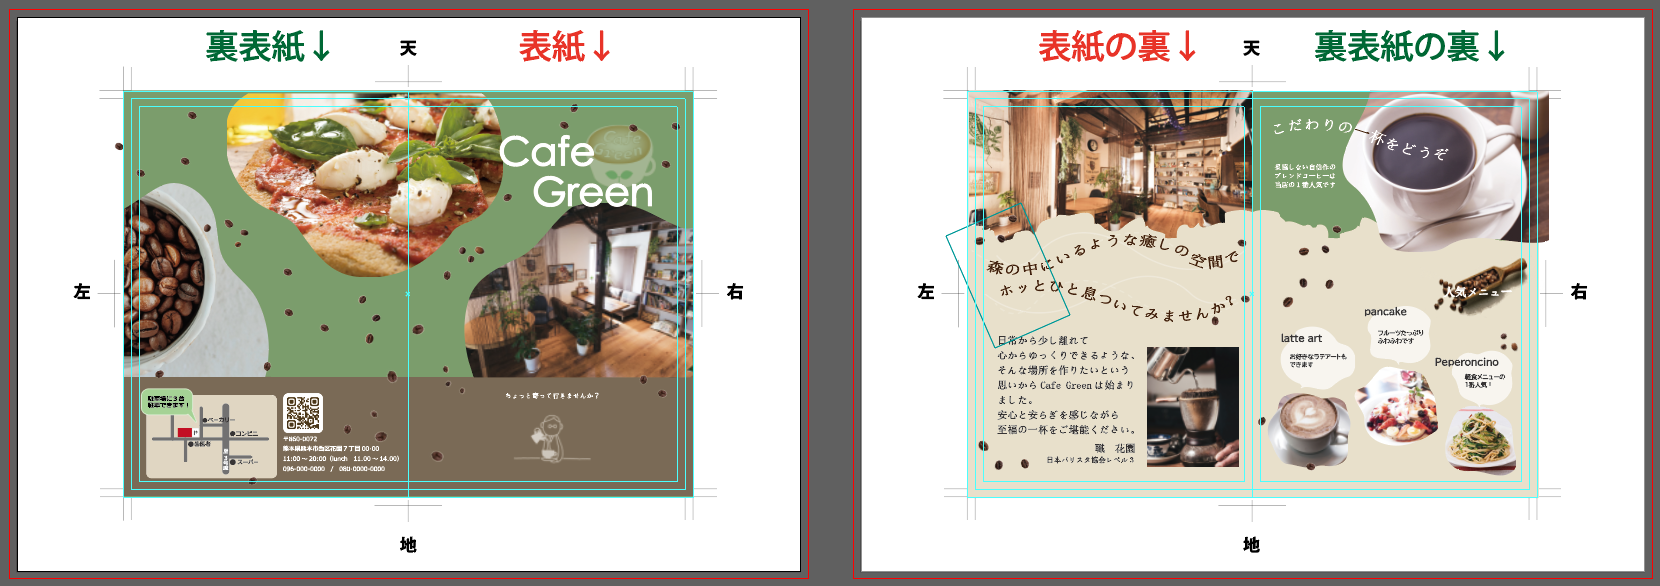 裏表紙↓
天
表紙↓
Cafe
Green
左
右
駐車場に3台
駐車できます！
ベーカリー
コンビニ
スーパー
P
〒860-0072
熊本県熊本市西区花園7丁目00-00
11:00～20:00（lunch 11:00～14:00）
096-000-0000 / 080-0000-0000
ちょっと寄って行きませんか？
地
表紙の裏↓
天
裏表紙の裏↓
こだわりの一杯をどうぞ
妥協しない自信作の
ブレンドコーヒーは
当店の1番人気です
左
右
森の中にいるような癒しの空間で
ホッとひと息ついてみませんか？
日常から少し離れて
心からゆっくりできるような、
そんな場所を作りたいという
思いからCafe Greenは始まり
ました。
安心と安らぎを感じながら
至福の一杯をご堪能ください。
職 花園
日本バリスタ協会レベル3
人気メニュー
pancake
フルーツたっぷり
ふわふわです
latte art
お好きなラテアートも
できます
Peperoncino
軽食メニューの
1番人気！
地